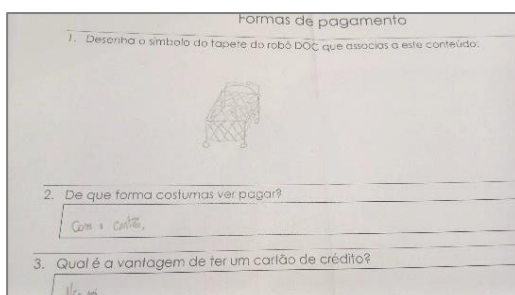 Formas de pagamento
1. Desenha o símbolo do tapete do robô DOC que associas a este conteúdo.
2. De que forma costumas ver pagar?
Com o cartão.
3. Qual é a vantagem de ter um cartão de crédito?